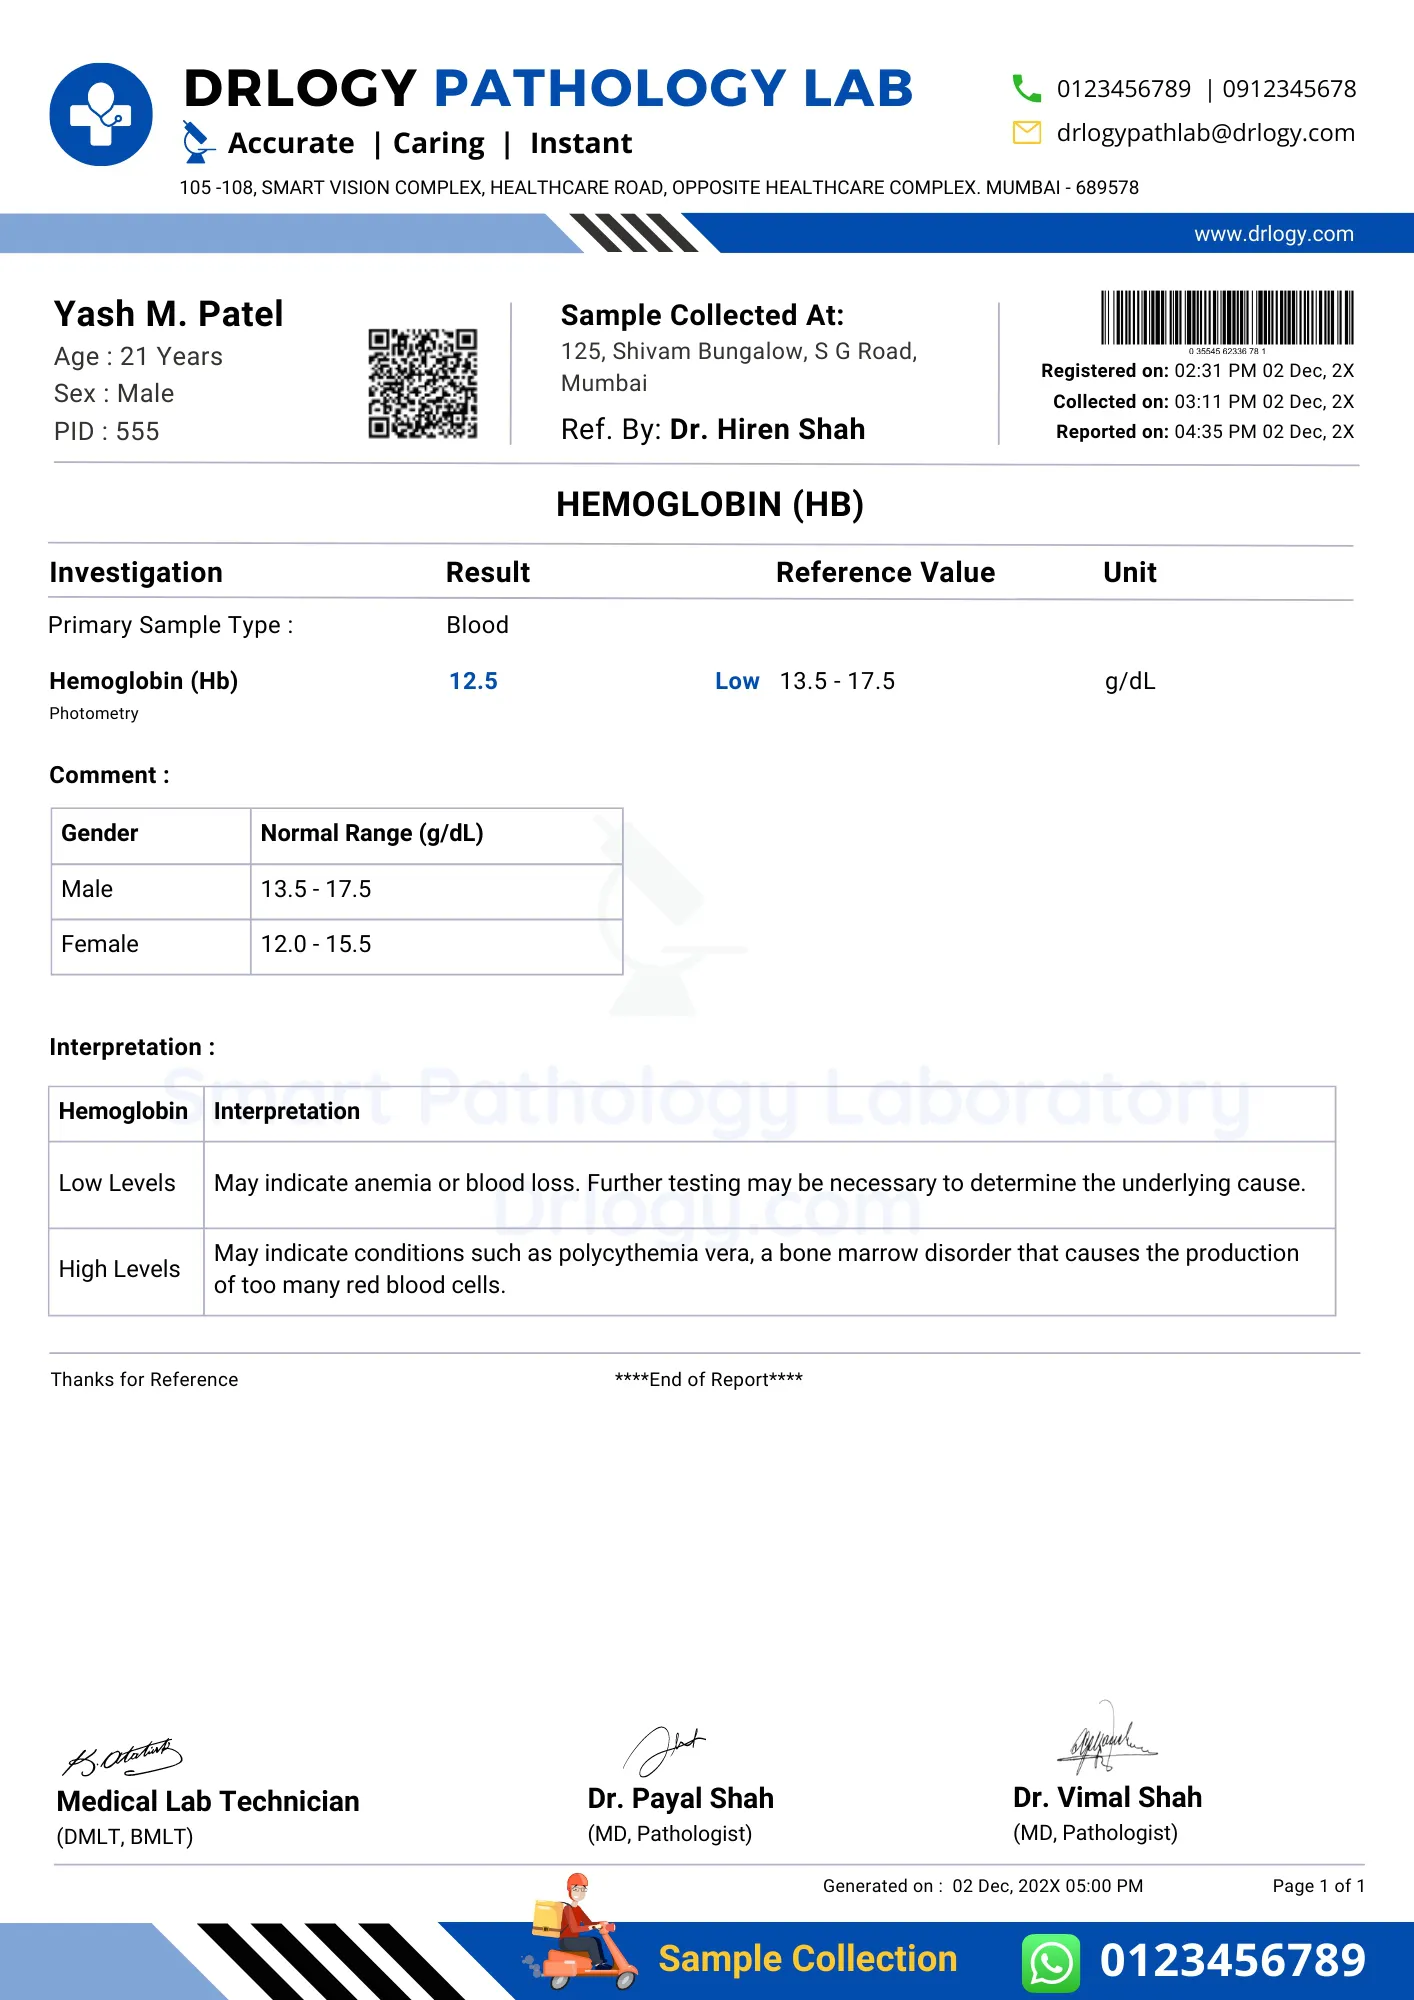 DRLOGY PATHOLOGY LAB
Accurate | Caring | Instant
0123456789 | 0912345678
drlogypathlab@drlogy.com
105 -108, SMART VISION COMPLEX, HEALTHCARE ROAD, OPPOSITE HEALTHCARE COMPLEX. MUMBAI - 689578
www.drlogy.com
Yash M. Patel
Age : 21 Years
Sex : Male
PID : 555
Sample Collected At:
125, Shivam Bungalow, S G Road,
Mumbai
Ref. By: Dr. Hiren Shah
0 35545 62336 78 1
Registered on: 02:31 PM 02 Dec, 2X
Collected on: 03:11 PM 02 Dec, 2X
Reported on: 04:35 PM 02 Dec, 2X
HEMOGLOBIN (HB)
Investigation Result Reference Value Unit
Primary Sample Type : Blood
Hemoglobin (Hb) 12.5 Low 13.5 - 17.5 g/dL
Photometry
Comment :
Gender Normal Range (g/dL)
Male 13.5 - 17.5
Female 12.0 - 15.5
Interpretation :
Smart Pathology Laboratory
Hemoglobin Interpretation
Low Levels May indicate anemia or blood loss. Further testing may be necessary to determine the underlying cause.
Drlogy.com
High Levels May indicate conditions such as polycythemia vera, a bone marrow disorder that causes the production
of too many red blood cells.
Thanks for Reference ****End of Report****
Medical Lab Technician
(DMLT, BMLT)
Dr. Payal Shah
(MD, Pathologist)
Dr. Vimal Shah
(MD, Pathologist)
Generated on : 02 Dec, 202X 05:00 PM Page 1 of 1
Sample Collection 0123456789